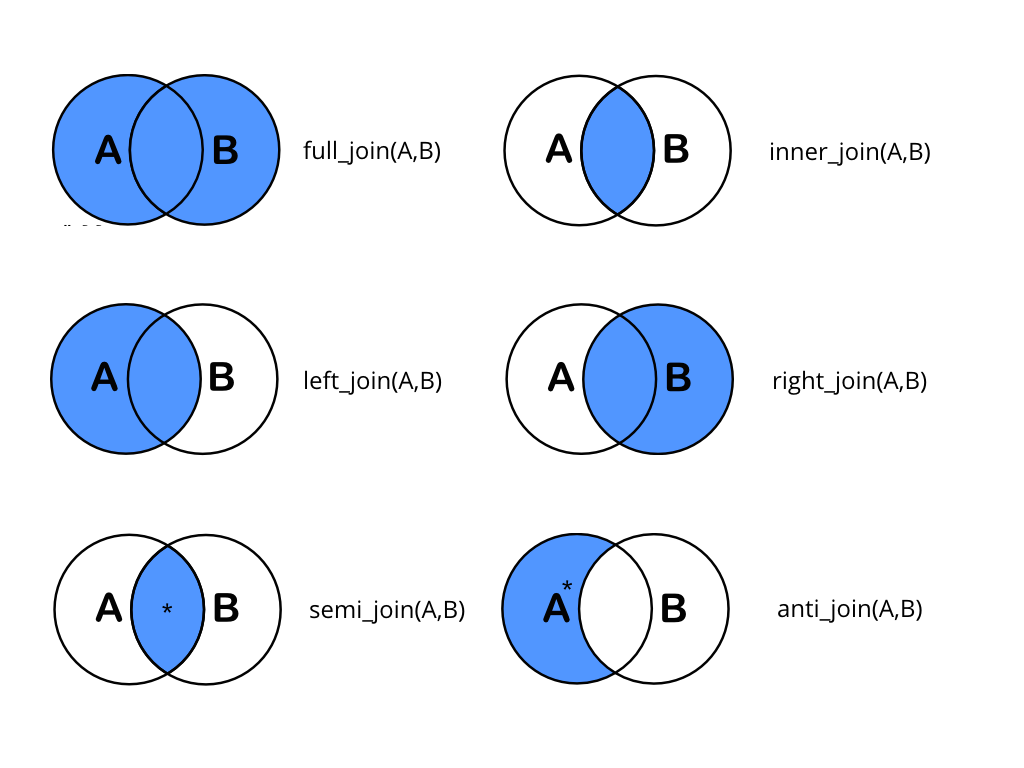 A B full_join(A,B)
A B inner_join(A,B)
A B left_join(A,B)
A B right_join(A,B)
A * B semi_join(A,B)
*
A B anti_join(A,B)